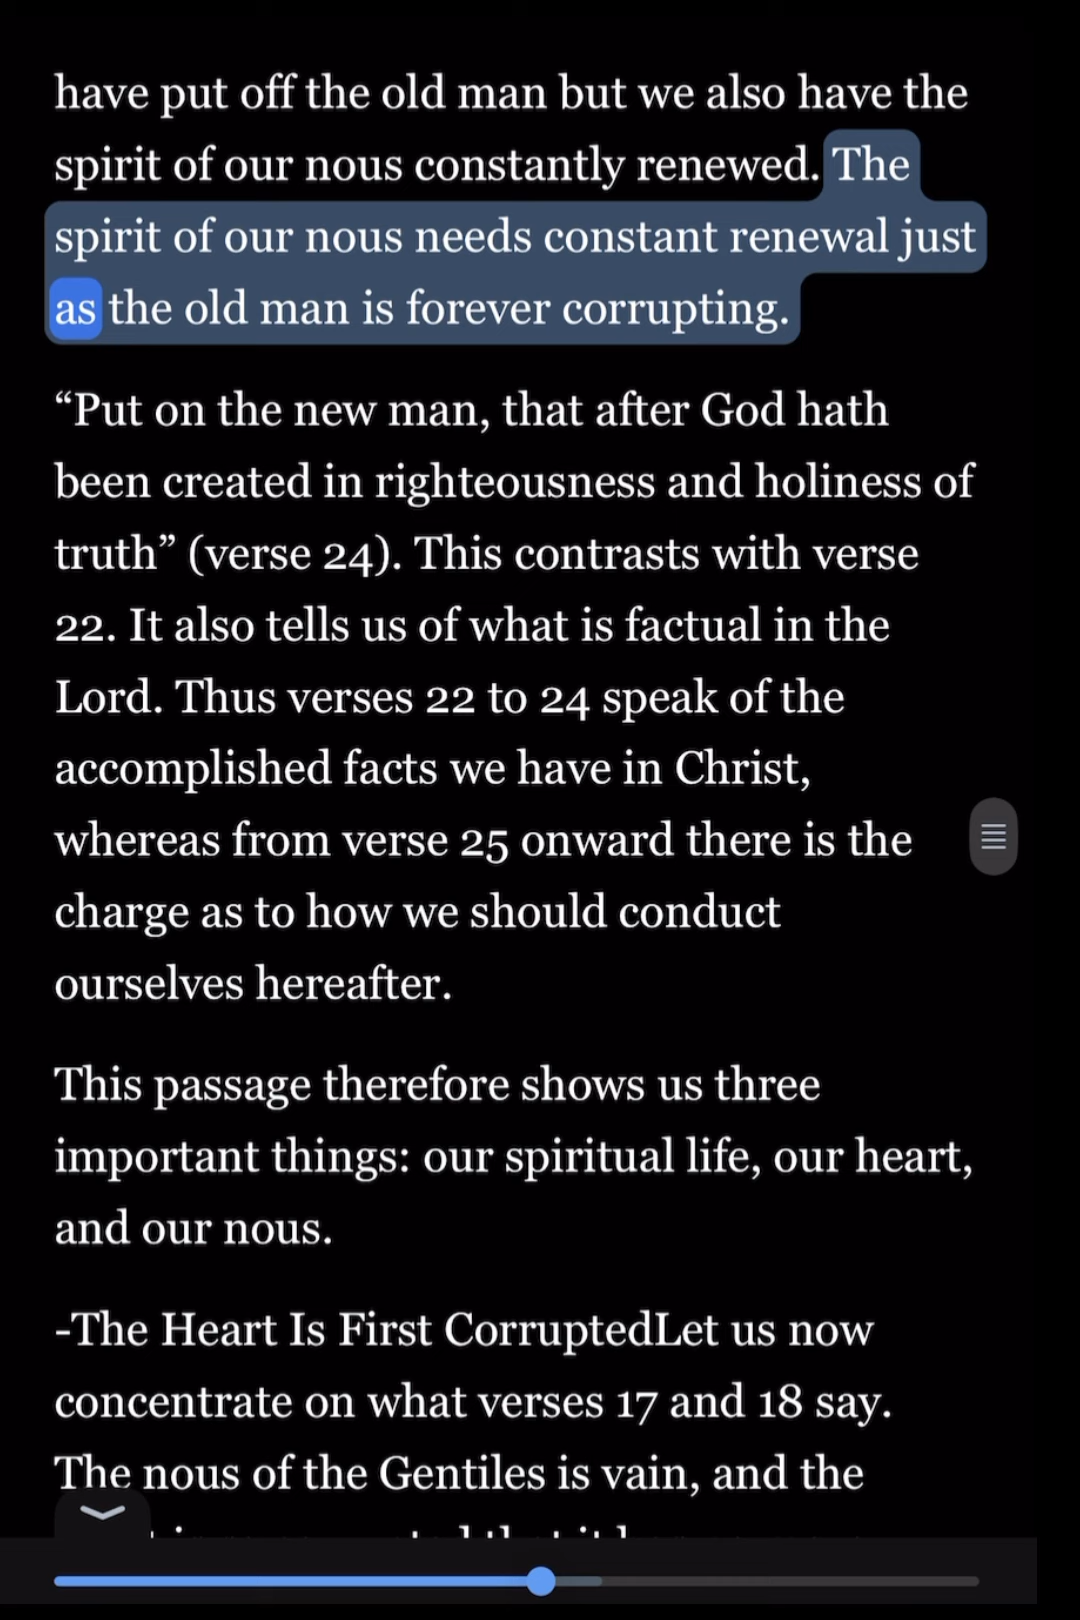 have put off the old man but we also have the
spirit of our nous constantly renewed. The
spirit of our nous needs constant renewal just
as the old man is forever corrupting.
“Put on the new man, that after God hath
been created in righteousness and holiness of
truth” (verse 24). This contrasts with verse
22. It also tells us of what is factual in the
Lord. Thus verses 22 to 24 speak of the
accomplished facts we have in Christ,
whereas from verse 25 onward there is the
charge as to how we should conduct
ourselves hereafter.
This passage therefore shows us three
important things: our spiritual life, our heart,
and our nous.
-The Heart Is First CorruptedLet us now
concentrate on what verses 17 and 18 say.
The nous of the Gentiles is vain, and the